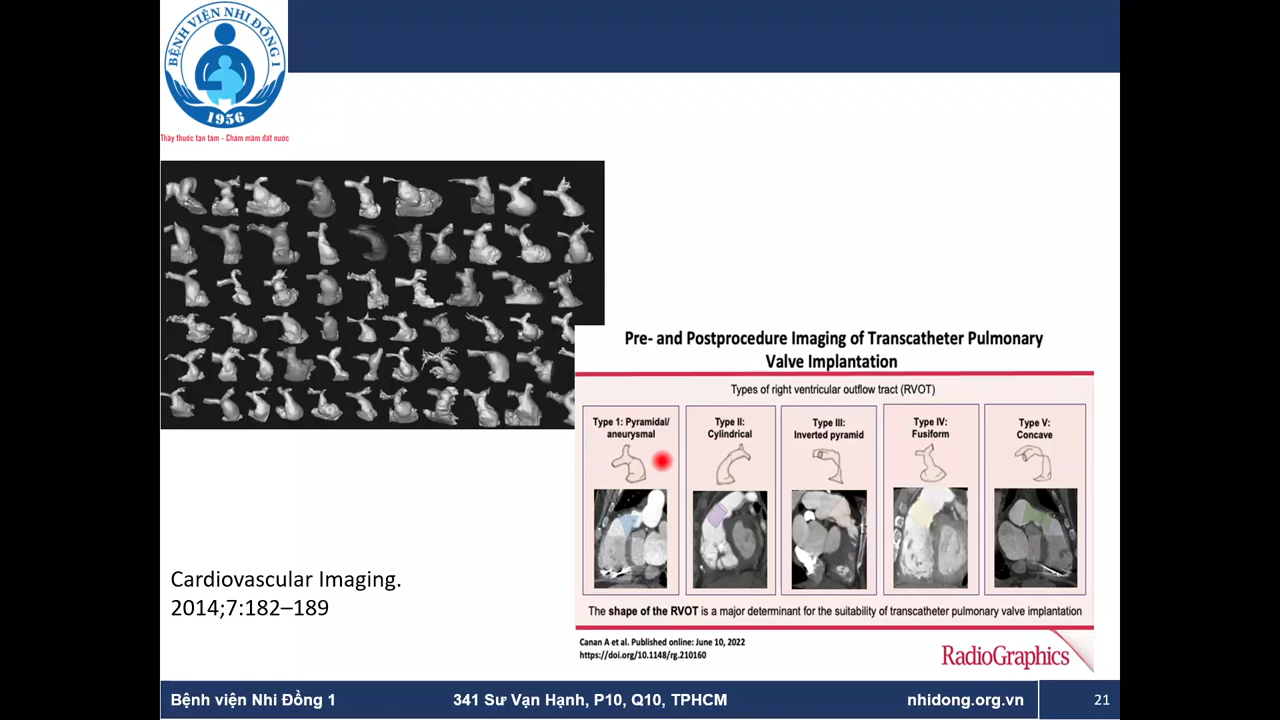 BỆNH VIỆN NHI ĐỒNG 1
1956
Thầy thuốc tận tâm - Chăm mầm đất nước
Pre- and Postprocedure Imaging of Transcatheter Pulmonary
Valve Implantation
Types of right ventricular outflow tract (RVOT)
Type 1: Pyramidal/
aneurysmal
Type II:
Cylindrical
Type III:
Inverted pyramid
Type IV:
Fusiform
Type V:
Concave
The shape of the RVOT is a major determinant for the suitability of transcatheter pulmonary valve implantation
Canan A et al. Published online: June 10, 2022
https://doi.org/10.1148/rg.210160
RadioGraphics
Cardiovascular Imaging.
2014;7:182–189
Bệnh viện Nhi Đồng 1
341 Sư Vạn Hạnh, P10, Q10, TPHCM
nhidong.org.vn
21